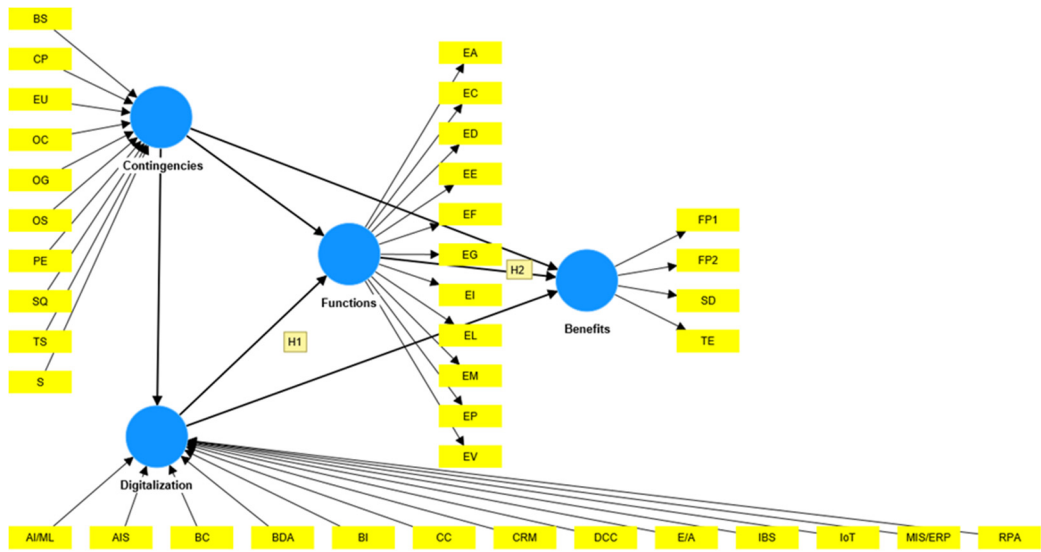 BS
CP
EU
OC
OG
OS
PE
SQ
TS
S
Contingencies
EA
EC
ED
EE
EF
EG
EI
EL
EM
EP
EV
Functions
H1
H2
FP1
FP2
SD
TE
Benefits
Digitalization
AI/ML
AIS
BC
BDA
BI
CC
CRM
DCC
E/A
IBS
IoT
MIS/ERP
RPA